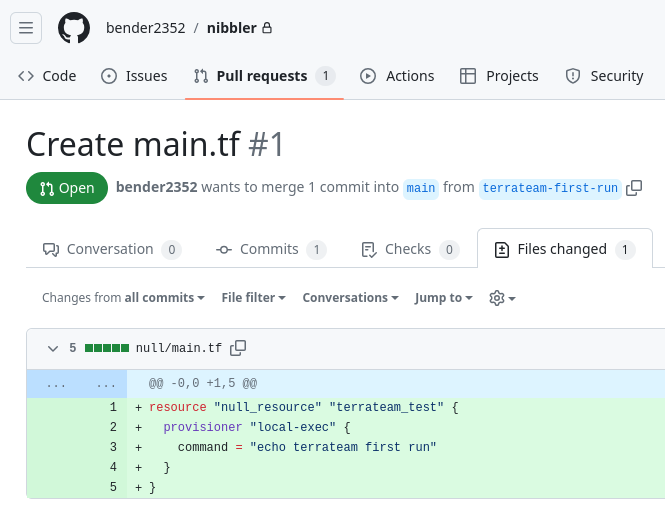 bender2352 / nibbler
Code Issues Pull requests 1 Actions Projects Security
Create main.tf #1
Open bender2352 wants to merge 1 commit into main from terrateam-first-run
Conversation 0 Commits 1 Checks 0 Files changed 1
Changes from all commits File filter Conversations Jump to
5 null/main.tf
... ... @@ -0,0 +1,5 @@
1 + resource "null_resource" "terrateam_test" {
2 + provisioner "local-exec" {
3 + command = "echo terrateam first run"
4 + }
5 + }